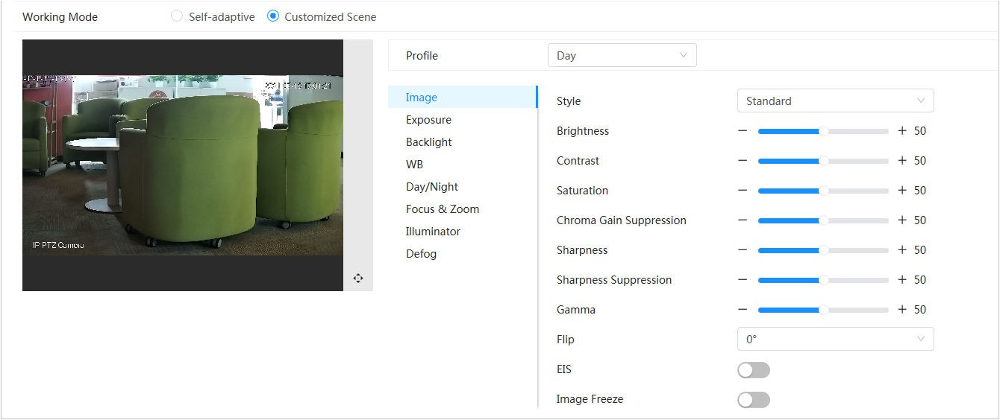 Working Mode Self-adaptive Customized Scene
Profile Day
Image
Exposure
Backlight
WB
Day/Night
Focus & Zoom
Illuminator
Defog
Style Standard
Brightness 50
Contrast 50
Saturation 50
Chroma Gain Suppression 50
Sharpness 50
Sharpness Suppression 50
Gamma 50
Flip 0°
EIS
Image Freeze
IP PTZ Camera